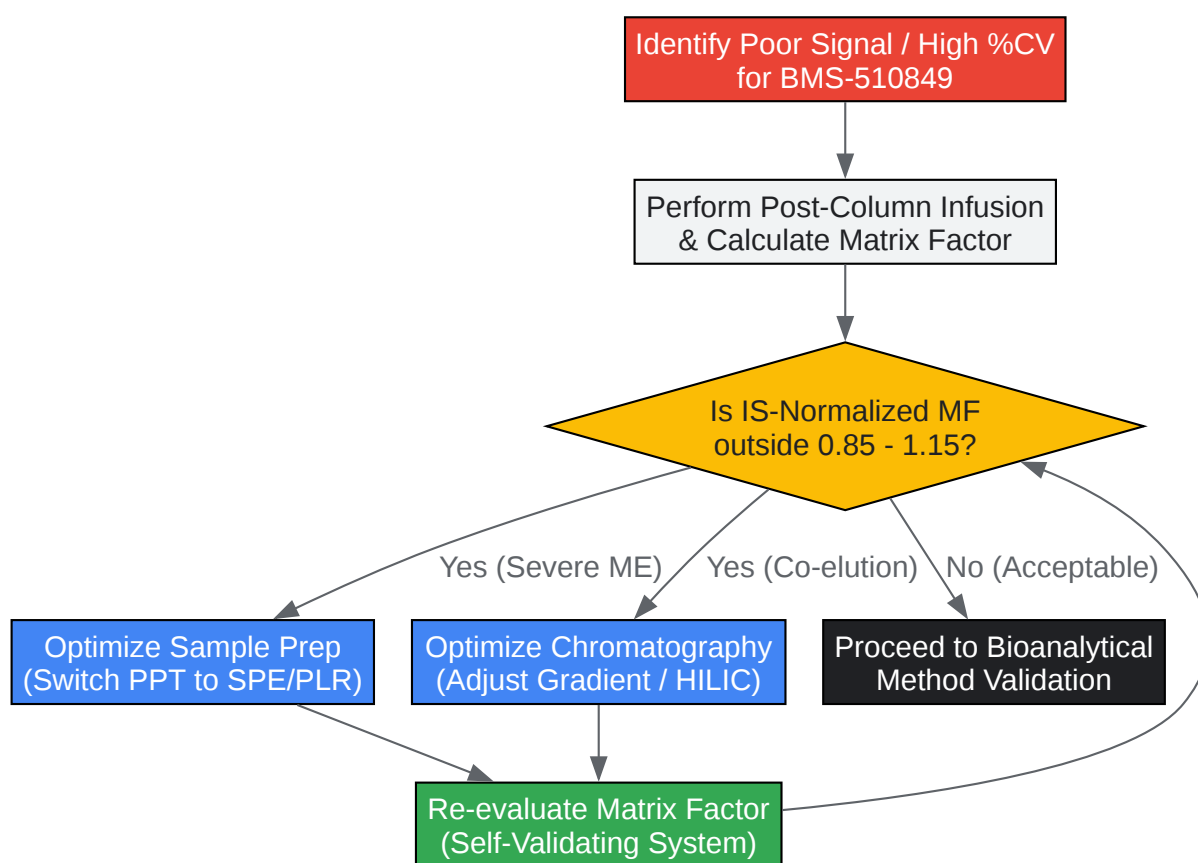 Identify Poor Signal / High %CV
for BMS-510849
Perform Post-Column Infusion
& Calculate Matrix Factor
Is IS-Normalized MF
outside 0.85 - 1.15?
Yes (Severe ME)
Yes (Co-elution)
No (Acceptable)
Optimize Sample Prep
(Switch PPT to SPE/PLR)
Optimize Chromatography
(Adjust Gradient / HILIC)
Proceed to Bioanalytical
Method Validation
Re-evaluate Matrix Factor
(Self-Validating System)